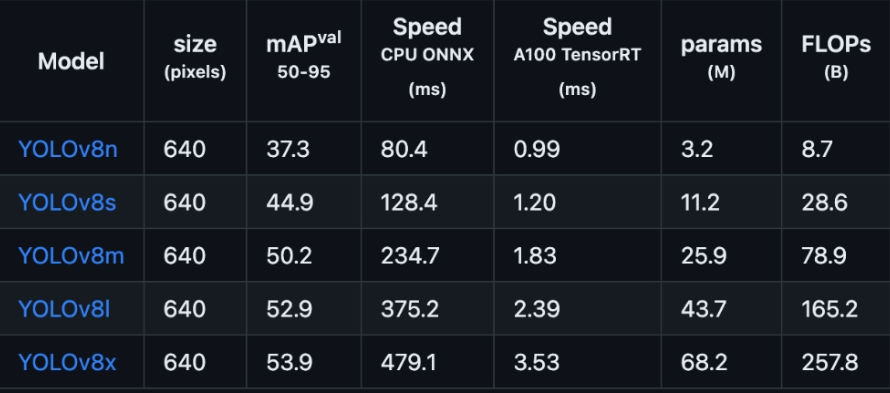 Model size (pixels) mAPval 50-95 Speed CPU ONNX (ms) Speed A100 TensorRT (ms) params (M) FLOPs (B)
YOLOv8n 640 37.3 80.4 0.99 3.2 8.7
YOLOv8s 640 44.9 128.4 1.20 11.2 28.6
YOLOv8m 640 50.2 234.7 1.83 25.9 78.9
YOLOv8l 640 52.9 375.2 2.39 43.7 165.2
YOLOv8x 640 53.9 479.1 3.53 68.2 257.8